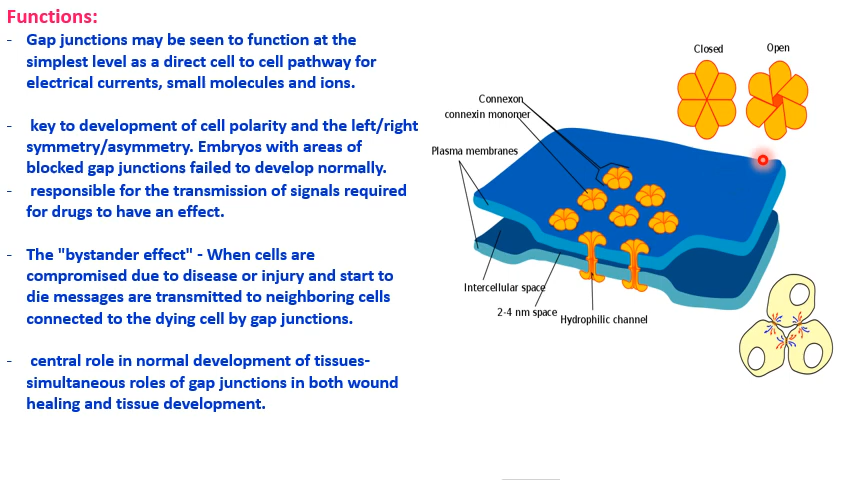 Functions:
- Gap junctions may be seen to function at the
simplest level as a direct cell to cell pathway for
electrical currents, small molecules and ions.
- key to development of cell polarity and the left/right
symmetry/asymmetry. Embryos with areas of
blocked gap junctions failed to develop normally.
- responsible for the transmission of signals required
for drugs to have an effect.
- The "bystander effect" - When cells are
compromised due to disease or injury and start to
die messages are transmitted to neighboring cells
connected to the dying cell by gap junctions.
- central role in normal development of tissues-
simultaneous roles of gap junctions in both wound
healing and tissue development.
Closed
Open
Connexon
connexin monomer
Plasma membranes
Intercellular space
2-4 nm space
Hydrophilic channel